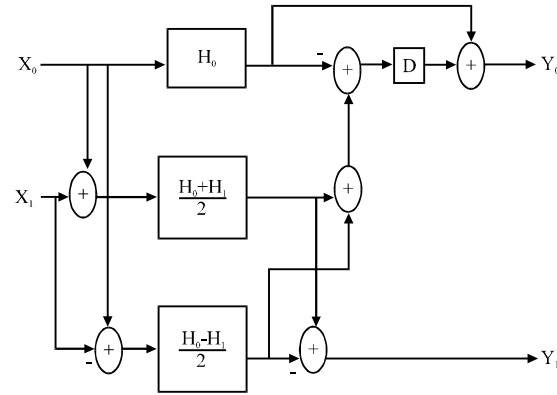 X₀
H₀
-
+
D
+
Y₀
X₁
+
H₀+H₁
2
+
-
+
H₀-H₁
2
-
+
Y₁